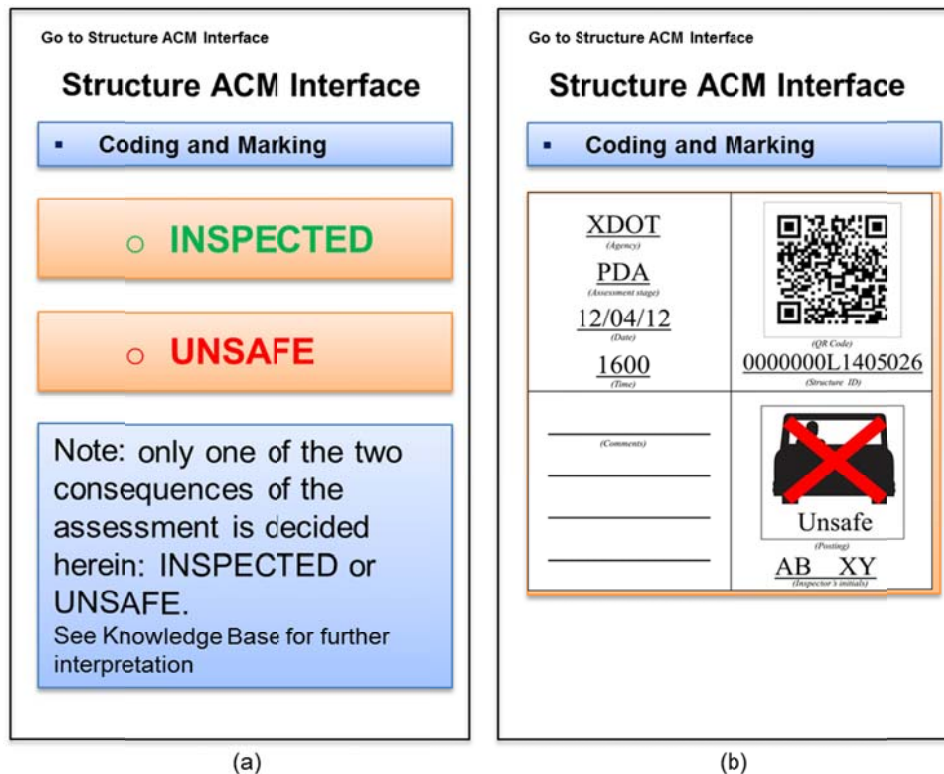 Go to Structure ACM Interface
Structure ACM Interface
▪ Coding and Marking
○ INSPECTED
○ UNSAFE
Note: only one of the two
consequences of the
assessment is decided
herein: INSPECTED or
UNSAFE.
See Knowledge Base for further
interpretation
(a)
Go to Structure ACM Interface
Structure ACM Interface
▪ Coding and Marking
XDOT
(Agency)
PDA
(Assessment stage)
12/04/12
(Date)
1600
(Time)
(QR Code)
0000000L1405026
(Structure ID)
(Comments)
Unsafe
(Posting)
AB XY
(Inspector's initials)
(b)